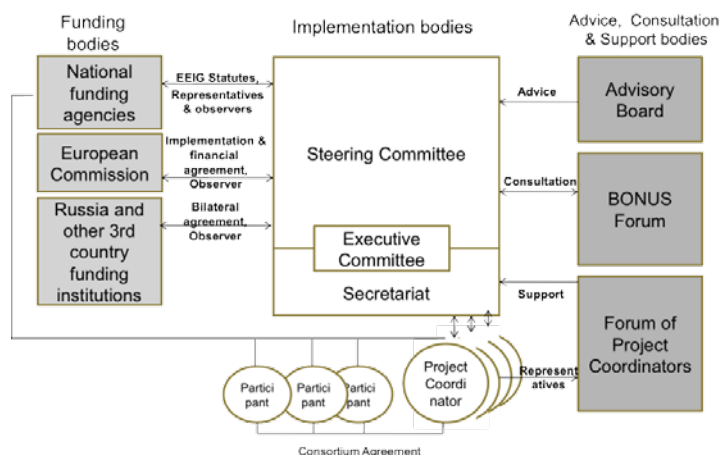 Funding
bodies
Implementation bodies
Advice, Consultation
& Support bodies
National
funding
agencies
EEIG Statutes,
Representatives
& observers
European
Commission
Implementation &
financial
agreement,
Observer
Russia and
other 3rd
country
funding
institutions
Bilateral
agreement,
Observer
Steering Committee
Executive
Committee
Secretariat
Advice
Advisory
Board
Consultation
BONUS
Forum
Support
Forum of
Project
Coordinators
Represent
atives
Partici
pant
Partici
pant
Partici
pant
Project
Coordi
nator
Consortium Agreement